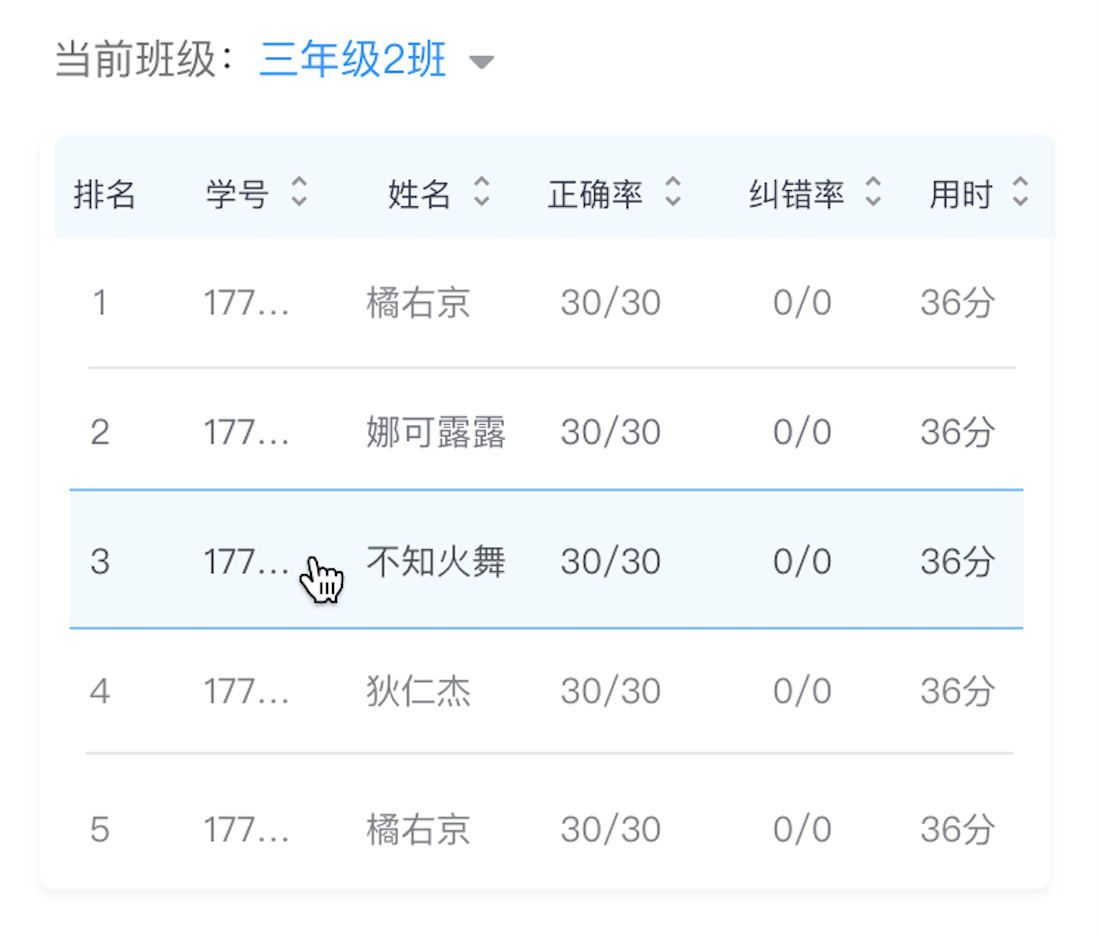 当前班级： 三年级2班
排名 学号 姓名 正确率 纠错率 用时
1 177... 橘右京 30/30 0/0 36分
2 177... 娜可露露 30/30 0/0 36分
3 177... 不知火舞 30/30 0/0 36分
4 177... 狄仁杰 30/30 0/0 36分
5 177... 橘右京 30/30 0/0 36分